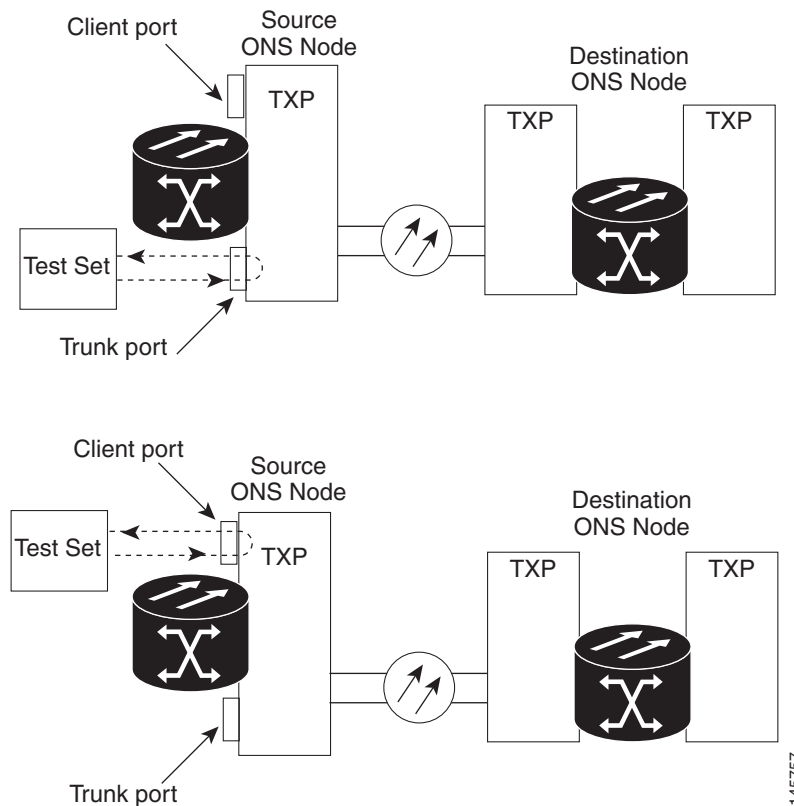 Client port
Source
ONS Node
TXP
Destination
ONS Node
TXP
TXP
Test Set
Trunk port
Client port
Source
ONS Node
Test Set
TXP
Destination
ONS Node
TXP
TXP
Trunk port
145757